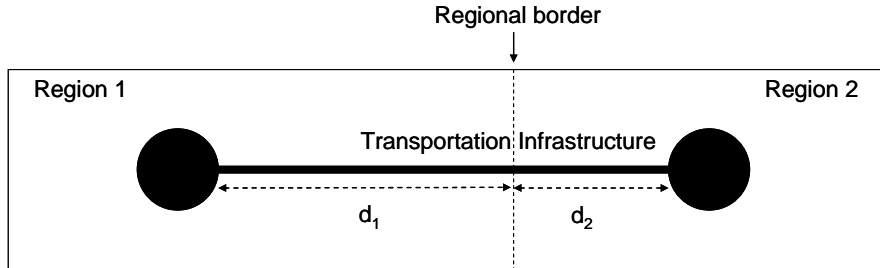 Regional border
Region 1
Region 2
Transportation Infrastructure
d₁
d₂